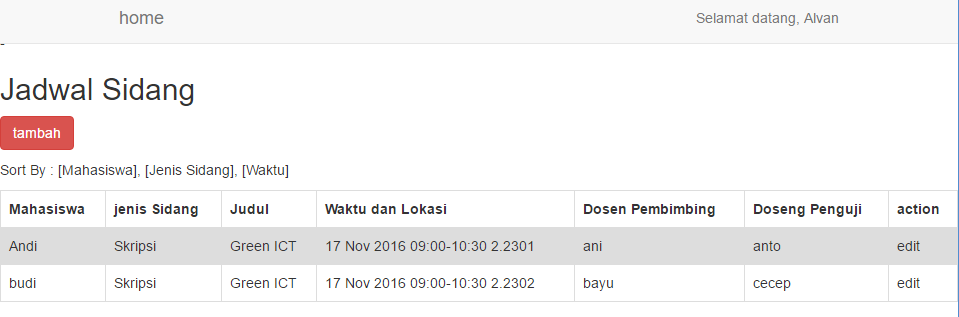 home Selamat datang, Alvan
-
Jadwal Sidang
tambah
Sort By : [Mahasiswa], [Jenis Sidang], [Waktu]
Mahasiswa jenis Sidang Judul Waktu dan Lokasi Dosen Pembimbing Doseng Penguji action
Andi Skripsi Green ICT 17 Nov 2016 09:00-10:30 2.2301 ani anto edit
budi Skripsi Green ICT 17 Nov 2016 09:00-10:30 2.2302 bayu cecep edit